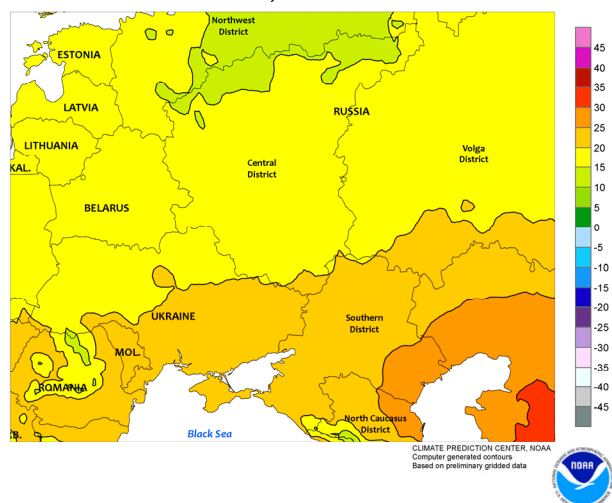 Northwest
District
ESTONIA
LATVIA
RUSSIA
LITHUANIA
KAL.
Central
District
Volga
District
BELARUS
UKRAINE
Southern
District
MOL.
ROMANIA
North Caucasus
District
Black Sea
45
40
35
30
25
20
15
10
5
0
-5
-10
-15
-20
-25
-30
-35
-40
-45
CLIMATE PREDICTION CENTER, NOAA
Computer generated contours
Based on preliminary gridded data
NOAA